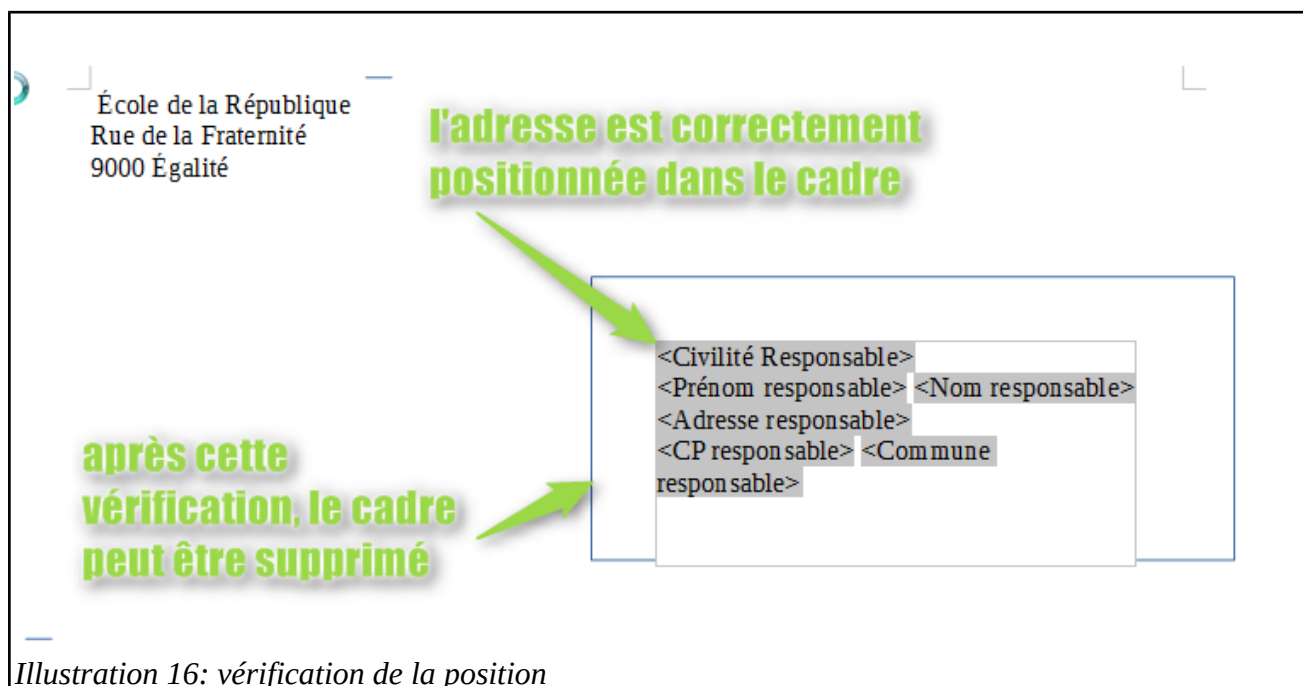 École de la République
Rue de la Fraternité
9000 Égalité
l'adresse est correctement
positionnée dans le cadre
<Civilité Responsable>
<Prénom responsable> <Nom responsable>
<Adresse responsable>
<CP responsable> <Commune
responsable>
après cette
vérification, le cadre
peut être supprimé
Illustration 16: vérification de la position